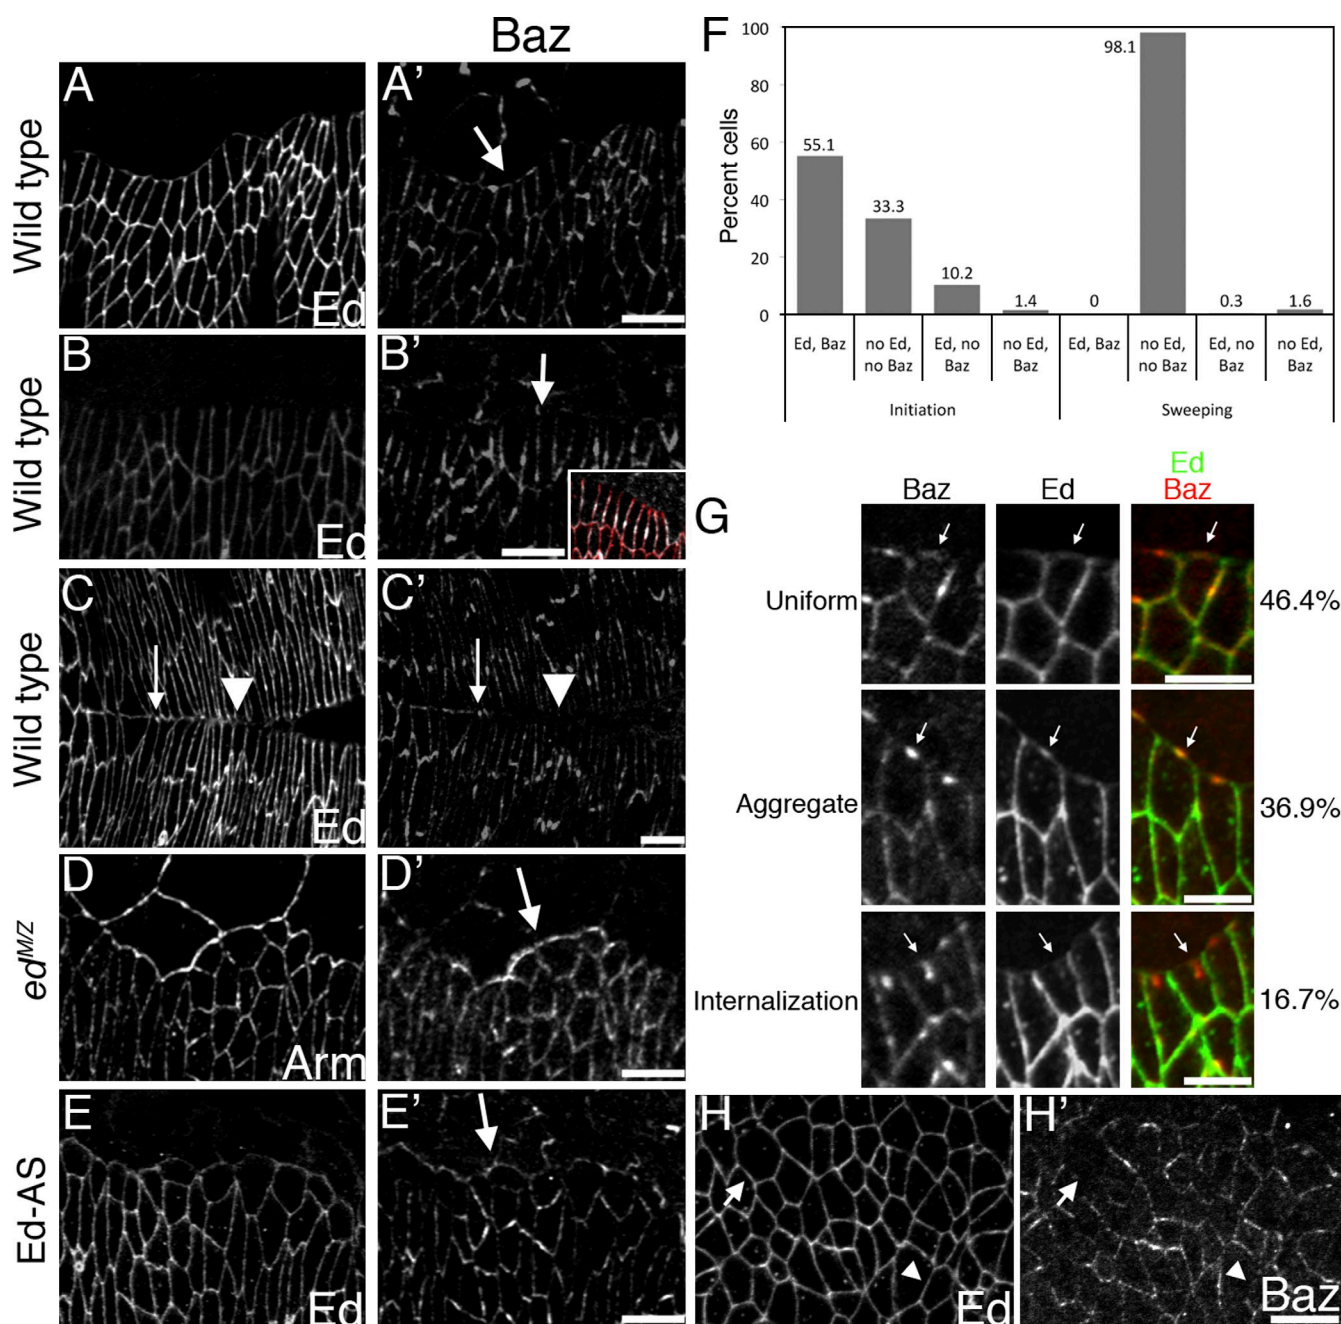 Baz
Wild type
A
A’
Ed
Wild type
B
B’
Ed
Wild type
C
C’
Ed
ed^M/Z
D
D’
Arm
Ed-AS
E
E’
Ed
F
Percent cells
100
80
60
40
20
0
55.1
33.3
10.2
1.4
0
98.1
0.3
1.6
Ed, Baz
no Ed, no Baz
Ed, no Baz
no Ed, Baz
Ed, Baz
no Ed, no Baz
Ed, no Baz
no Ed, Baz
Initiation
Sweeping
G
Baz
Ed
Ed
Baz
Uniform
46.4%
Aggregate
36.9%
Internalization
16.7%
H
Ed
H’
Baz